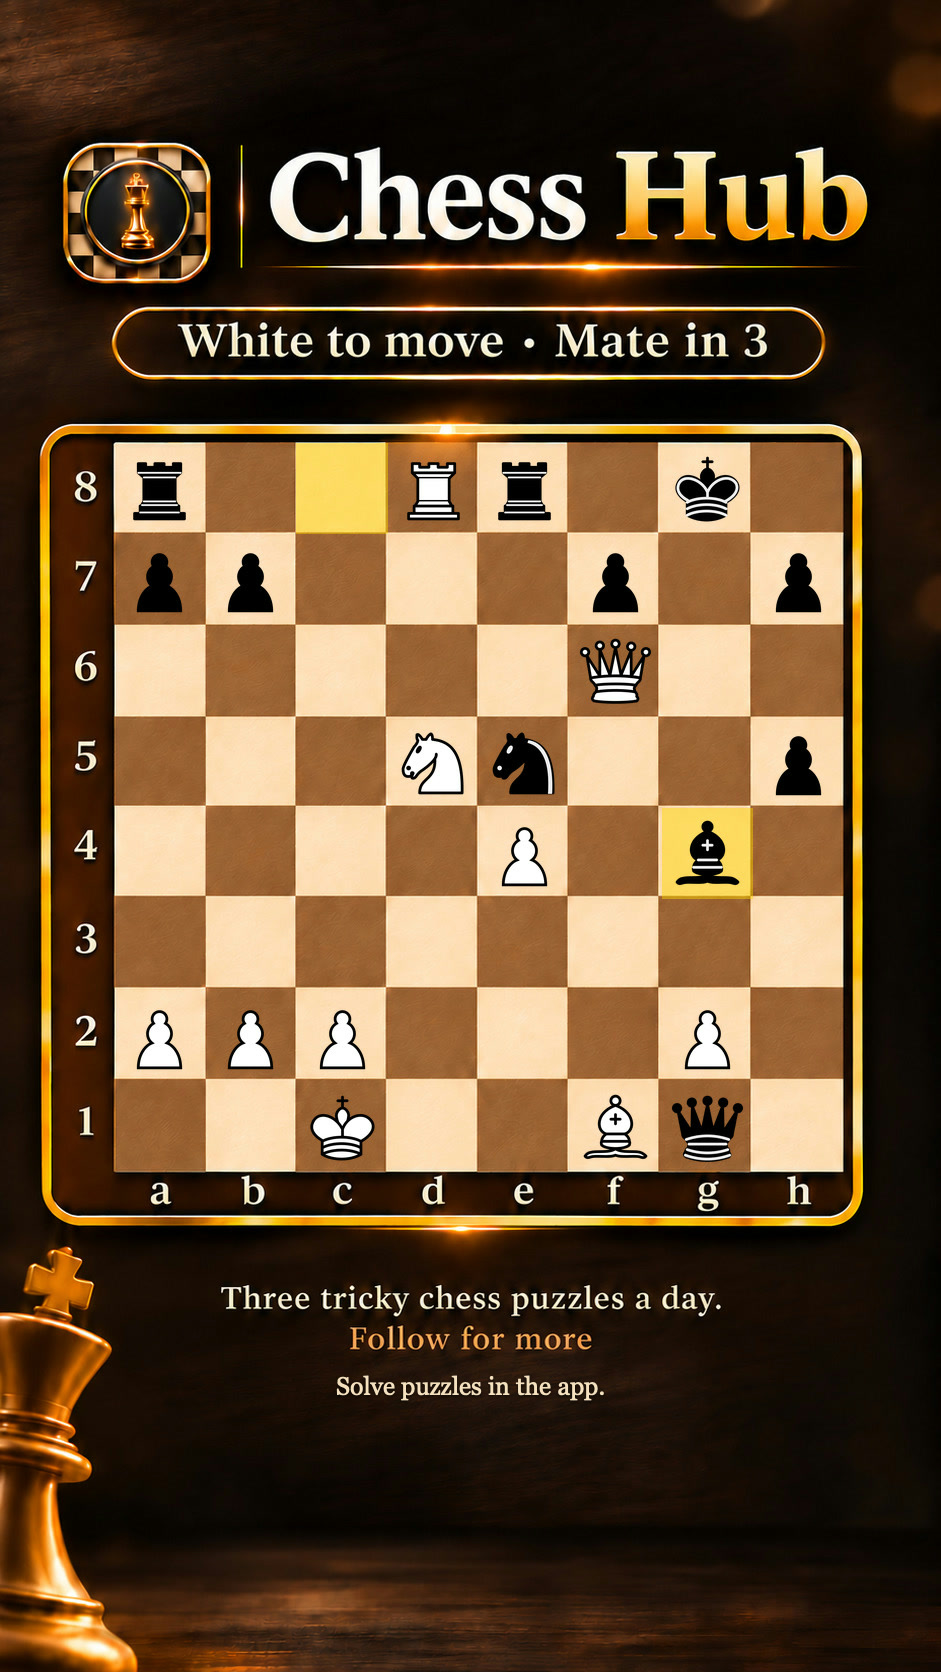 Chess Hub
White to move • Mate in 3
8
7
6
5
4
3
2
1
a b c d e f g h
Three tricky chess puzzles a day.
Follow for more
Solve puzzles in the app.